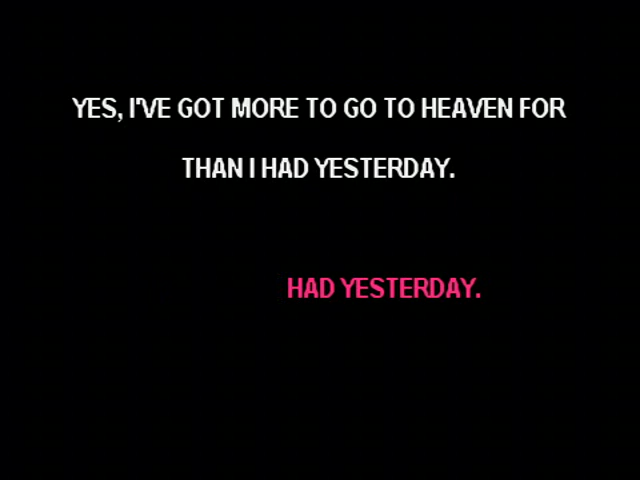 YES, I'VE GOT MORE TO GO TO HEAVEN FOR
THAN I HAD YESTERDAY.
HAD YESTERDAY.